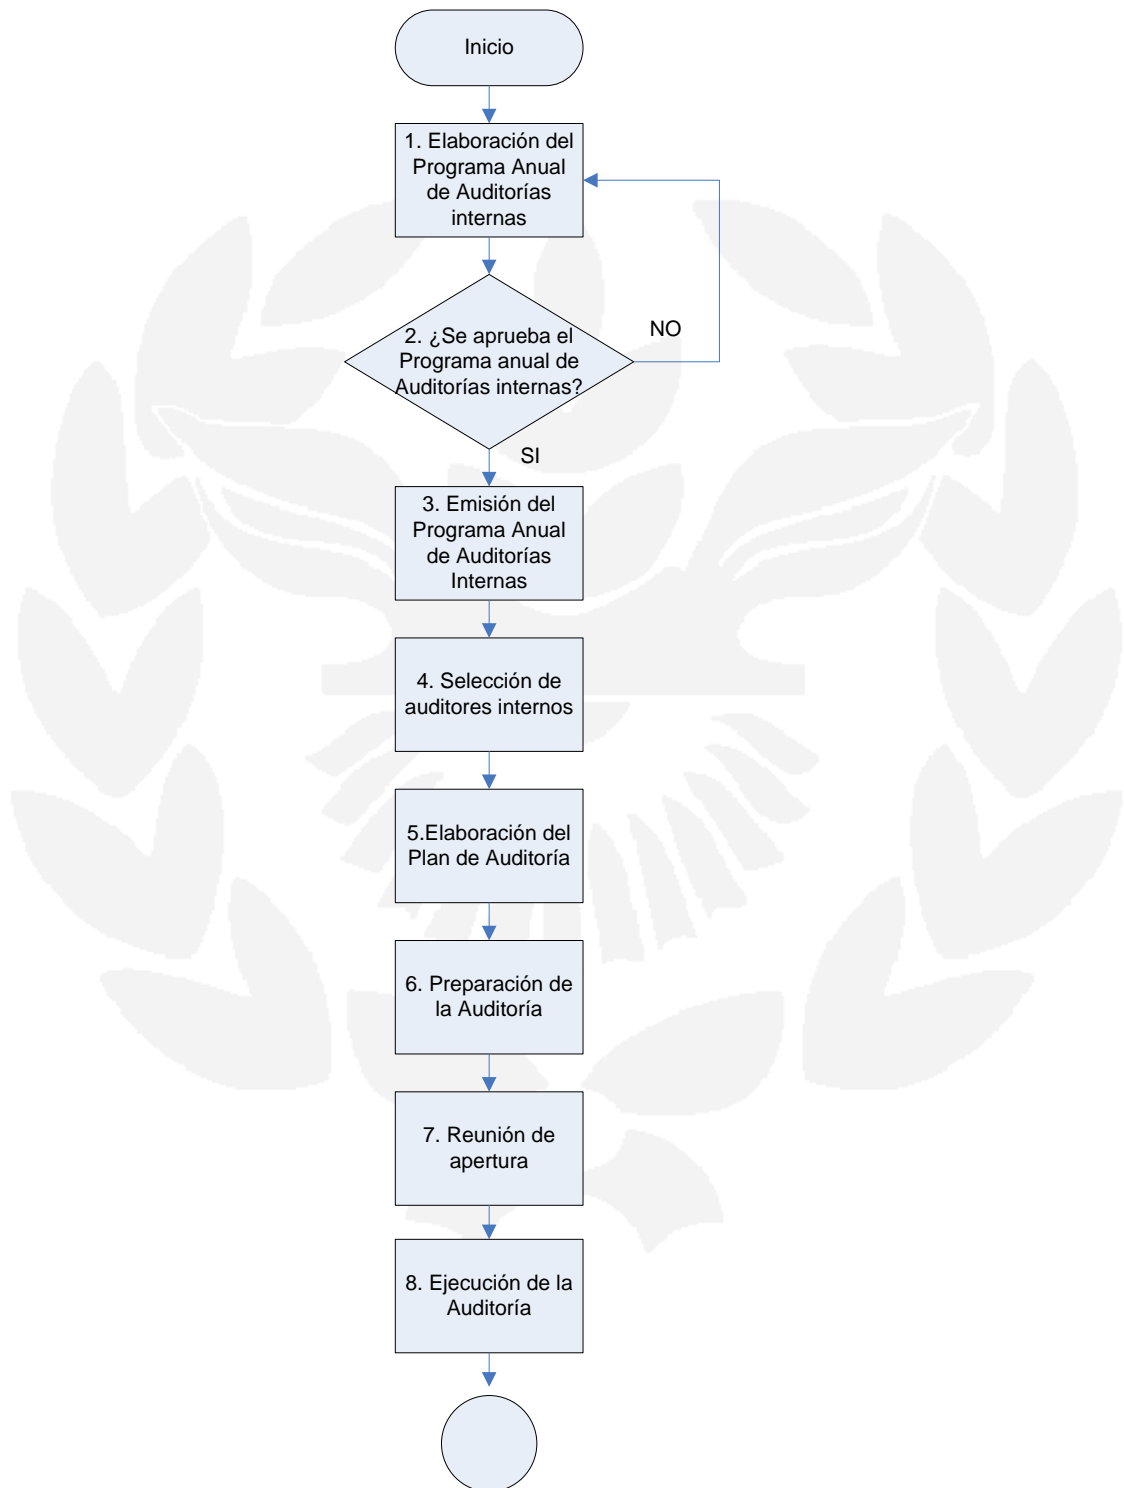 Inicio
1. Elaboración del
Programa Anual
de Auditorías
internas
2. ¿Se aprueba el
Programa anual de
Auditorías internas?
NO
SI
3. Emisión del
Programa Anual
de Auditorías
Internas
4. Selección de
auditores internos
5.Elaboración del
Plan de Auditoría
6. Preparación de
la Auditoría
7. Reunión de
apertura
8. Ejecución de la
Auditoría